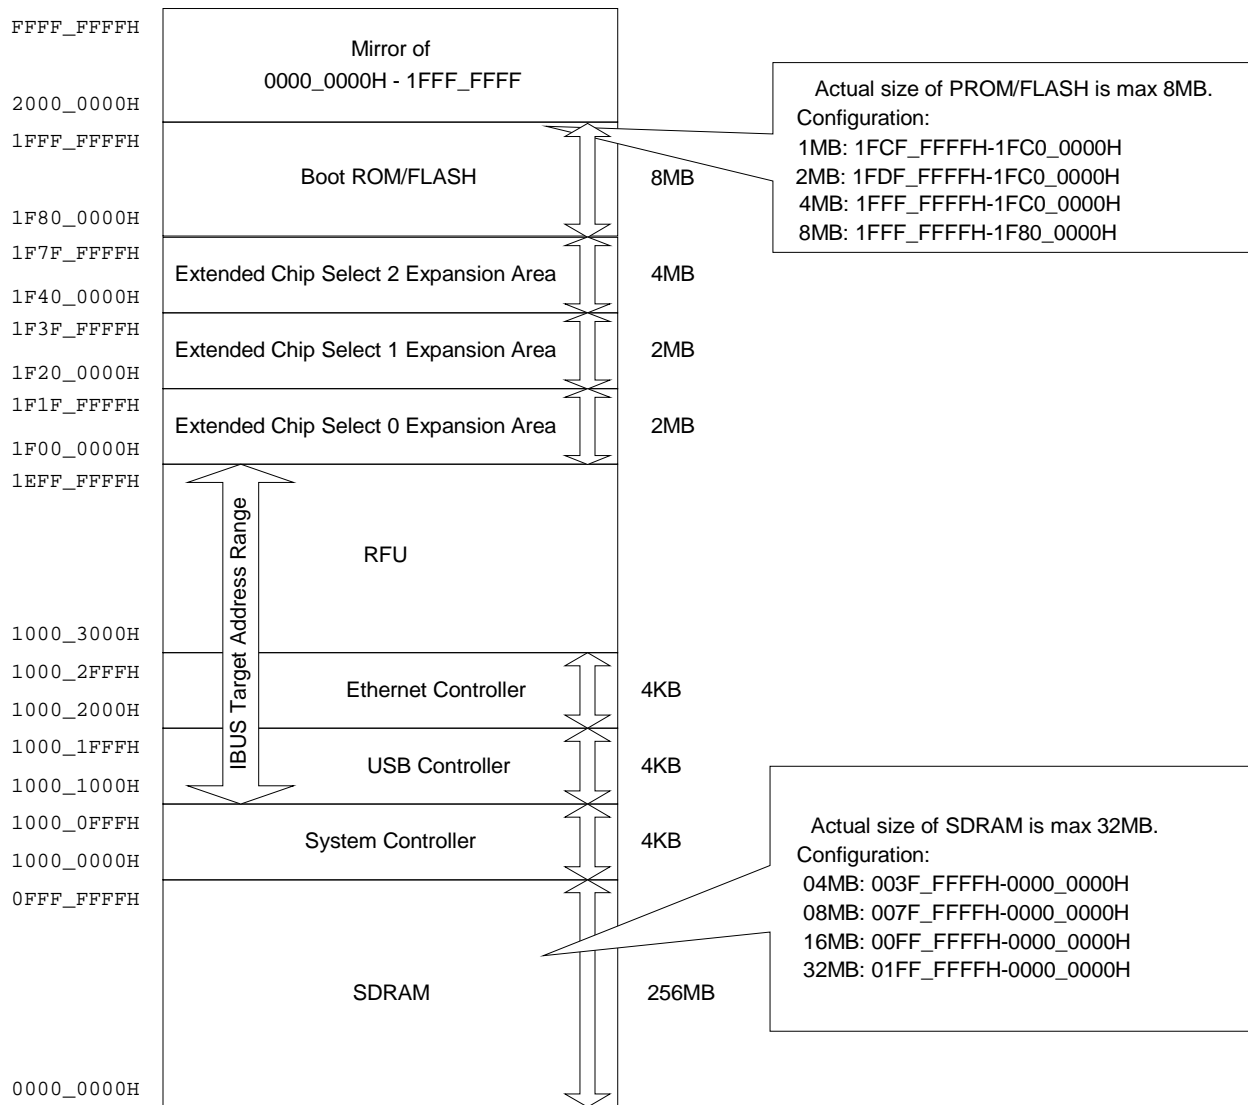 FFFF_FFFFH
Mirror of
0000_0000H - 1FFF_FFFF
2000_0000H
1FFF_FFFFH
Boot ROM/FLASH
8MB
1F80_0000H
Actual size of PROM/FLASH is max 8MB.
Configuration:
1MB: 1FCF_FFFFH-1FC0_0000H
2MB: 1FDF_FFFFH-1FC0_0000H
4MB: 1FFF_FFFFH-1FC0_0000H
8MB: 1FFF_FFFFH-1F80_0000H
1F7F_FFFFH
Extended Chip Select 2 Expansion Area
4MB
1F40_0000H
1F3F_FFFFH
Extended Chip Select 1 Expansion Area
2MB
1F20_0000H
1F1F_FFFFH
Extended Chip Select 0 Expansion Area
2MB
1F00_0000H
1EFF_FFFFH
IBUS Target Address Range
RFU
1000_3000H
1000_2FFFH
Ethernet Controller
4KB
1000_2000H
1000_1FFFH
USB Controller
4KB
1000_1000H
1000_0FFFH
System Controller
4KB
1000_0000H
0FFF_FFFFH
SDRAM
256MB
0000_0000H
Actual size of SDRAM is max 32MB.
Configuration:
04MB: 003F_FFFFH-0000_0000H
08MB: 007F_FFFFH-0000_0000H
16MB: 00FF_FFFFH-0000_0000H
32MB: 01FF_FFFFH-0000_0000H